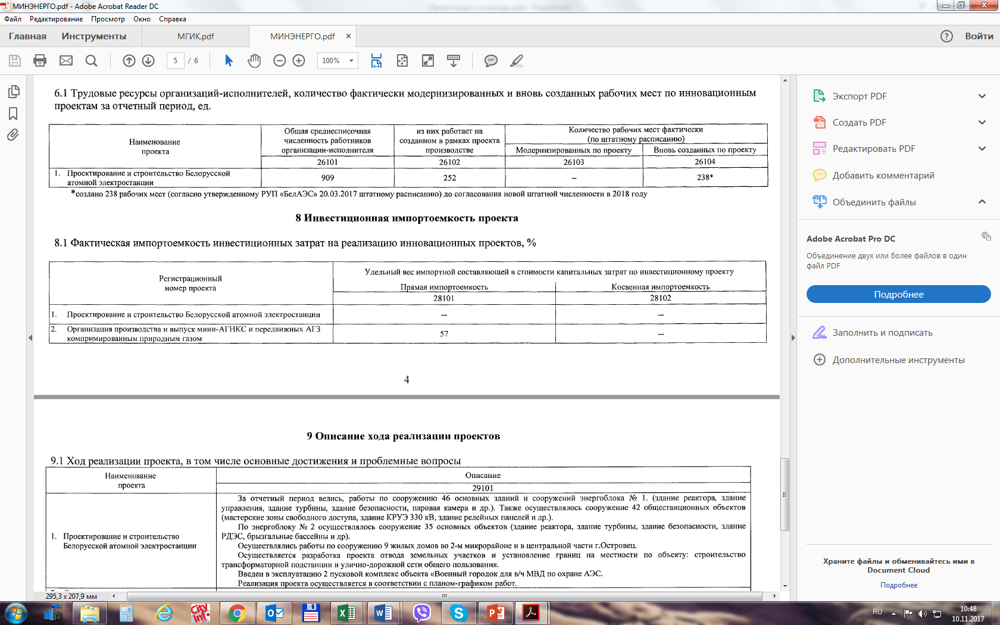 МИНЭНЕРГО.pdf - Adobe Acrobat Reader DC
Файл Редактирование Просмотр Окно Справка
Главная Инструменты МГИК.pdf МИНЭНЕРГО.pdf × ? Войти
5 / 6 100%
6.1 Трудовые ресурсы организаций-исполнителей, количество фактически модернизированных и вновь созданных рабочих мест по инновационным
проектам за отчетный период, ед.
Наименование
проекта
Общая среднесписочная
численность работников
организации-исполнителя
из них работает на
созданном в рамках проекта
производстве
Количество рабочих мест фактически
(по штатному расписанию)
Модернизированных по проекту Вновь созданных по проекту
26101 26102 26103 26104
1. Проектирование и строительство Белорусской
атомной электростанции
909 252 – 238*
*создано 238 рабочих мест (согласно утвержденному РУП «БелАЭС» 20.03.2017 штатному расписанию) до согласования новой штатной численности в 2018 году
8 Инвестиционная импортоемкость проекта
8.1 Фактическая импортоемкость инвестиционных затрат на реализацию инновационных проектов, %
Регистрационный
номер проекта
Удельный вес импортной составляющей в стоимости капитальных затрат по инвестиционному проекту
Прямая импортоемкость Косвенная импортоемкость
28101 28102
1. Проектирование и строительство Белорусской атомной электростанции – –
2. Организация производства и выпуск мини-АГНКС и передвижных АГЗ
компримированным природным газом
57 –
4
9 Описание хода реализации проектов
9.1 Ход реализации проекта, в том числе основные достижения и проблемные вопросы
Наименование
проекта
Описание
29101
1. Проектирование и строительство
Белорусской атомной электростанции
За отчетный период велись, работы по сооружению 46 основных зданий и сооружений энергоблока № 1. (здание реактора, здание
управления, здание турбины, здание безопасности, паровая камера и др.). Также осуществлялось сооружение 42 общестанционных объектов
(мастерские зоны свободного доступа, здание КРУЭ 330 кВ, здание релейных панелей и др.).
По энергоблоку № 2 осуществлялось сооружение 35 основных объектов (здание реактора, здание турбины, здание безопасности, здание
РДЭС, брызгальные бассейны и др).
Осуществлялись работы по сооружению 9 жилых домов во 2-м микрорайоне и в центральной части г.Островец.
Осуществляется разработка проекта отвода земельных участков и установление границ на местности по объекту: строительство
трансформаторной подстанции и улично-дорожной сети общего пользования.
Введен в эксплуатацию 2 пусковой комплекс объекта «Военный городок для в/ч МВД по охране АЭС.
Реализация проекта осуществляется в соответствии с планом-графиком работ.
295,3 x 207,9 мм
Экспорт PDF
Создать PDF
Редактировать PDF
Добавить комментарий
Объединить файлы
Adobe Acrobat Pro DC
Объединение двух или более файлов в один
файл PDF
Подробнее
Заполнить и подписать
Дополнительные инструменты
Храните файлы и обменивайтесь ими в
Document Cloud
Подробнее
city info!
RU
10:48
10.11.2017